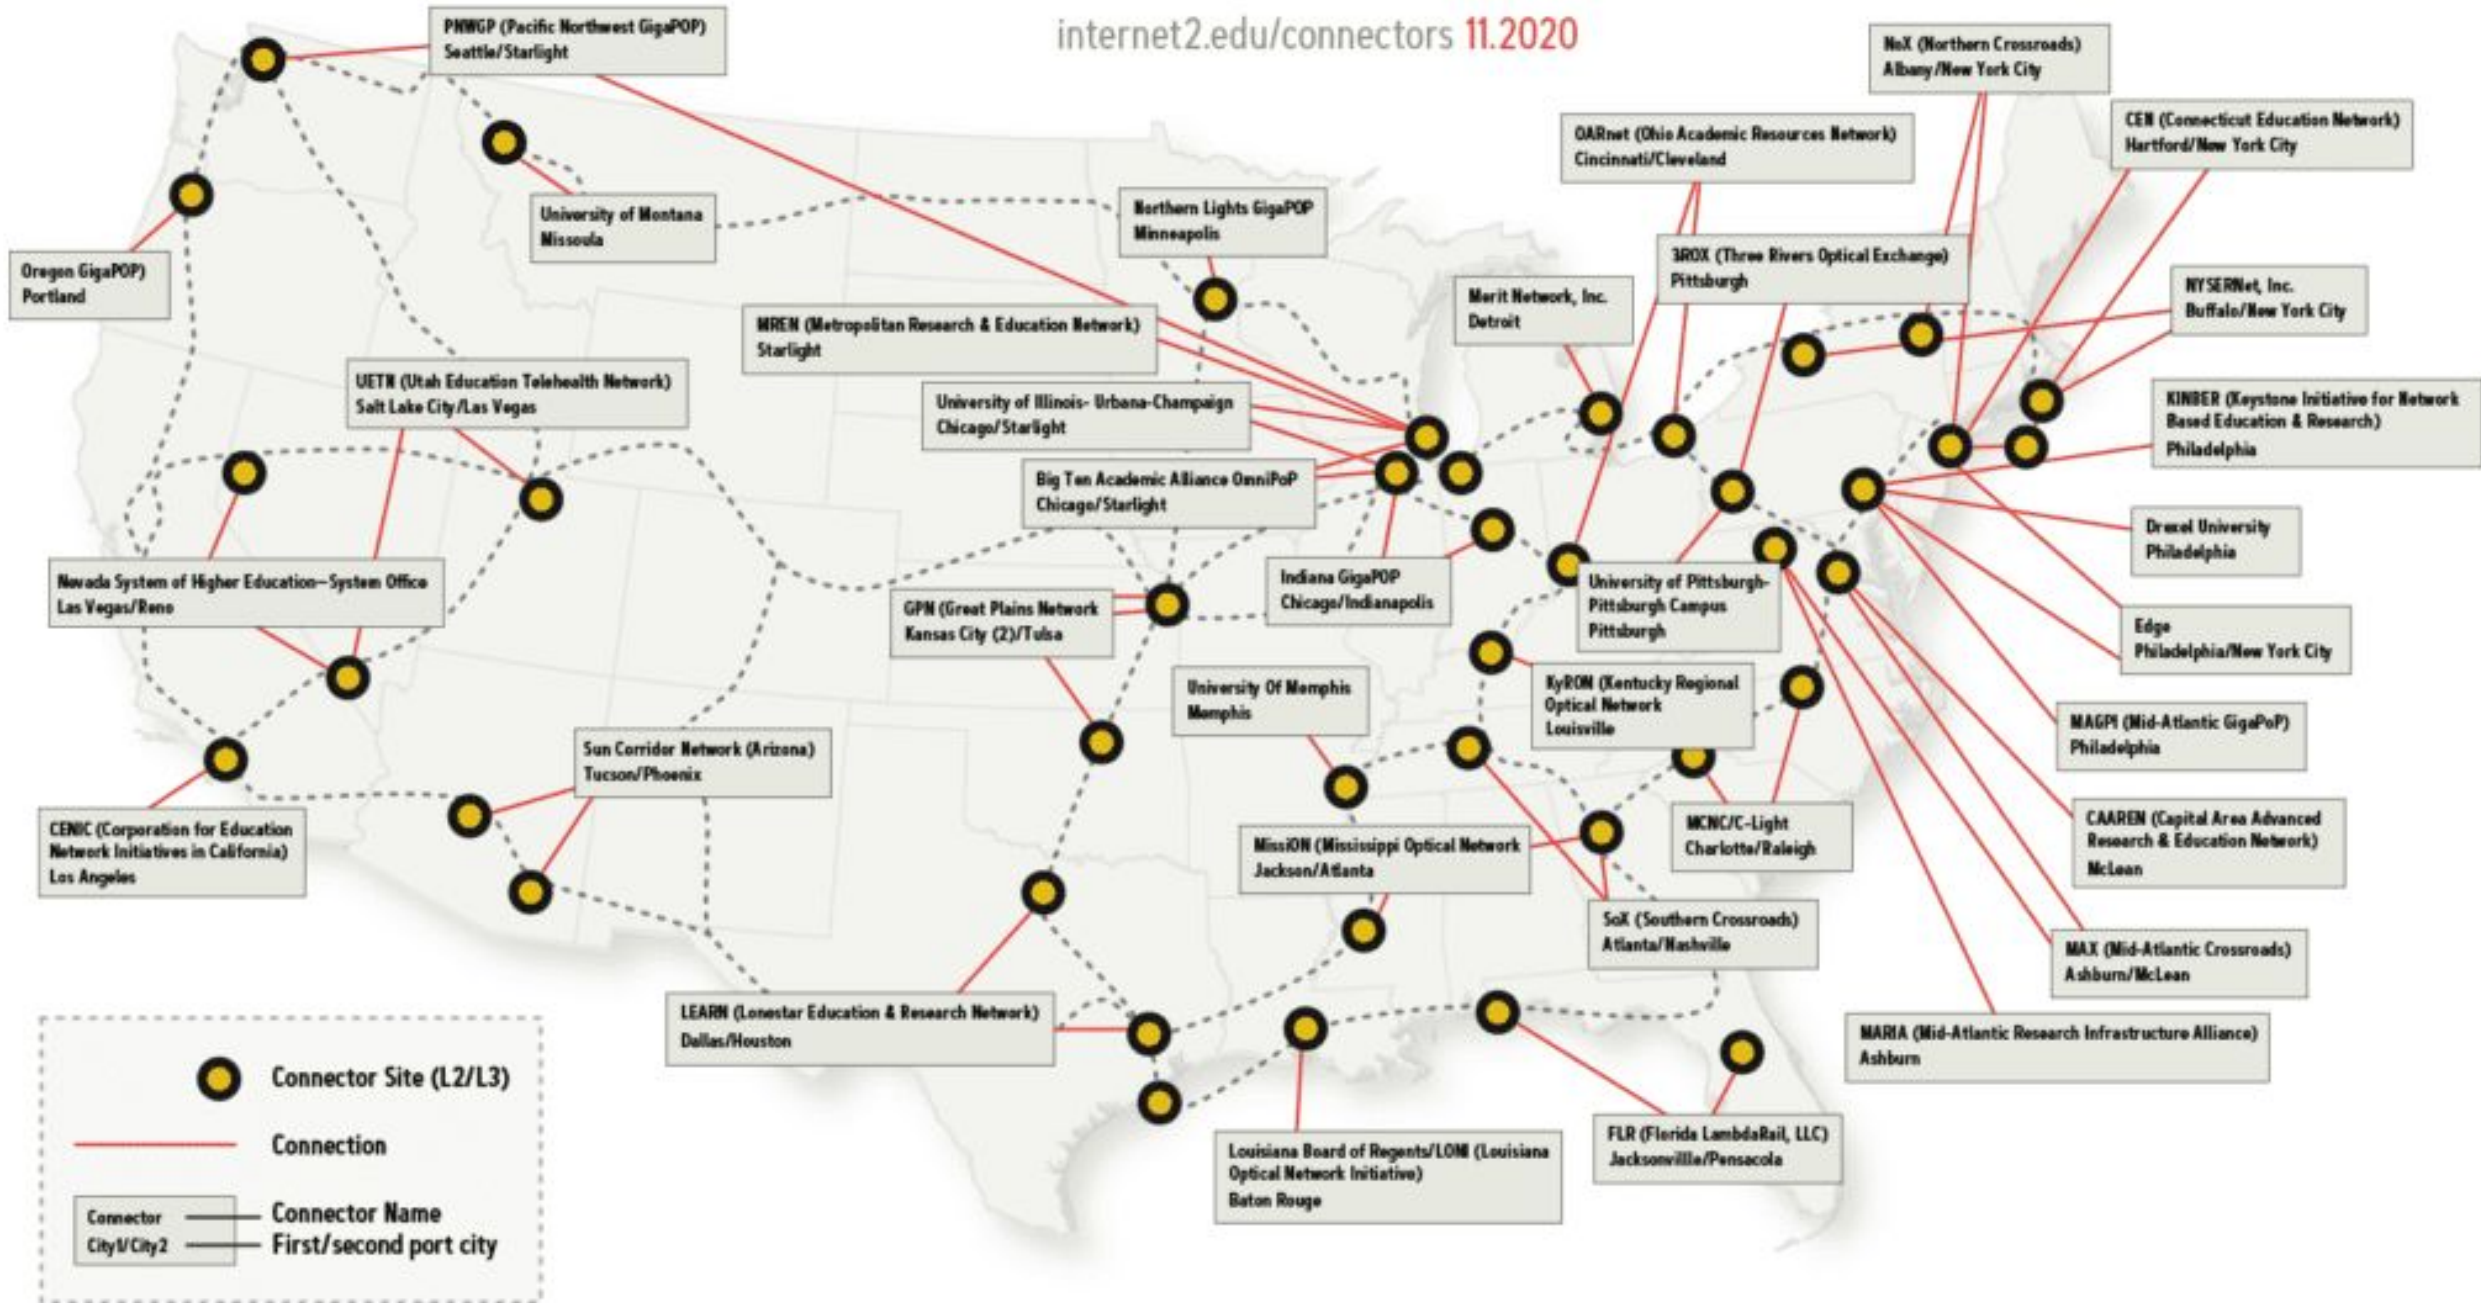 internet2.edu/connectors 11.2020
PNWGP (Pacific Northwest GigaPOP)
Seattle/Starlight
NoX (Northern Crossroads)
Albany/New York City
CEN (Connecticut Education Network)
Hartford/New York City
OARnet (Ohio Academic Resources Network)
Cincinnati/Cleveland
University of Montana
Missoula
Northern Lights GigaPOP
Minneapolis
3ROX (Three Rivers Optical Exchange)
Pittsburgh
Oregon GigaPOP)
Portland
Merit Network, Inc.
Detroit
NYSERNet, Inc.
Buffalo/New York City
MREN (Metropolitan Research & Education Network)
Starlight
UETN (Utah Education Telehealth Network)
Salt Lake City/Las Vegas
University of Illinois- Urbana-Champaign
Chicago/Starlight
KINBER (Keystone Initiative for Network
Based Education & Research)
Philadelphia
Big Ten Academic Alliance OmniPoP
Chicago/Starlight
Drexel University
Philadelphia
Nevada System of Higher Education—System Office
Las Vegas/Reno
GPN (Great Plains Network
Kansas City (2)/Tulsa
Indiana GigaPOP
Chicago/Indianapolis
University of Pittsburgh-
Pittsburgh Campus
Pittsburgh
Edge
Philadelphia/New York City
University Of Memphis
Memphis
KyRON (Kentucky Regional
Optical Network
Louisville
MAGPI (Mid-Atlantic GigaPoP)
Philadelphia
Sun Corridor Network (Arizona)
Tucson/Phoenix
CENIC (Corporation for Education
Network Initiatives in California)
Los Angeles
MissiON (Mississippi Optical Network
Jackson/Atlanta
MCNC/C-Light
Charlotte/Raleigh
CAAREN (Capital Area Advanced
Research & Education Network)
McLean
SoX (Southern Crossroads)
Atlanta/Nashville
MAX (Mid-Atlantic Crossroads)
Ashburn/McLean
LEARN (Lonestar Education & Research Network)
Dallas/Houston
MARIA (Mid-Atlantic Research Infrastructure Alliance)
Ashburn
Louisiana Board of Regents/LONI (Louisiana
Optical Network Initiative)
Baton Rouge
FLR (Florida LambdaRail, LLC)
Jacksonvillle/Pensacola
Connector Site (L2/L3)
Connection
Connector
Connector Name
City1/City2
First/second port city